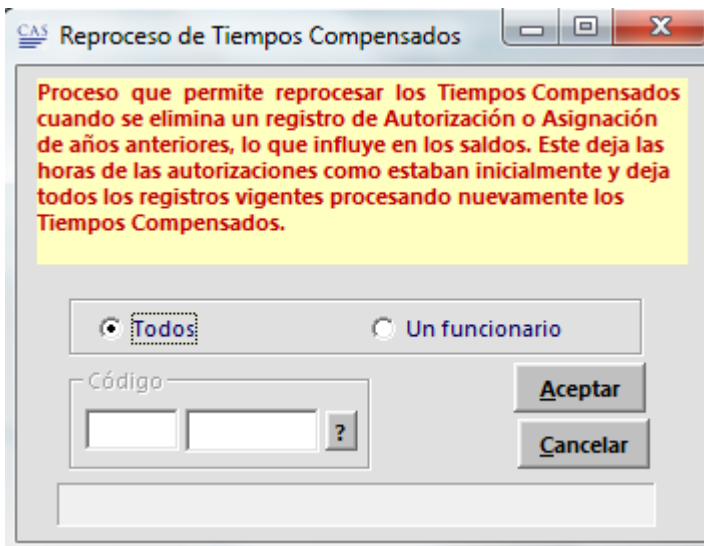 CAS Reproceso de Tiempos Compensados
Proceso que permite reprocesar los Tiempos Compensados
cuando se elimina un registro de Autorización o Asignación
de años anteriores, lo que influye en los saldos. Este deja las
horas de las autorizaciones como estaban inicialmente y deja
todos los registros vigentes procesando nuevamente los
Tiempos Compensados.
Todos Un funcionario
Código
?
Aceptar
Cancelar